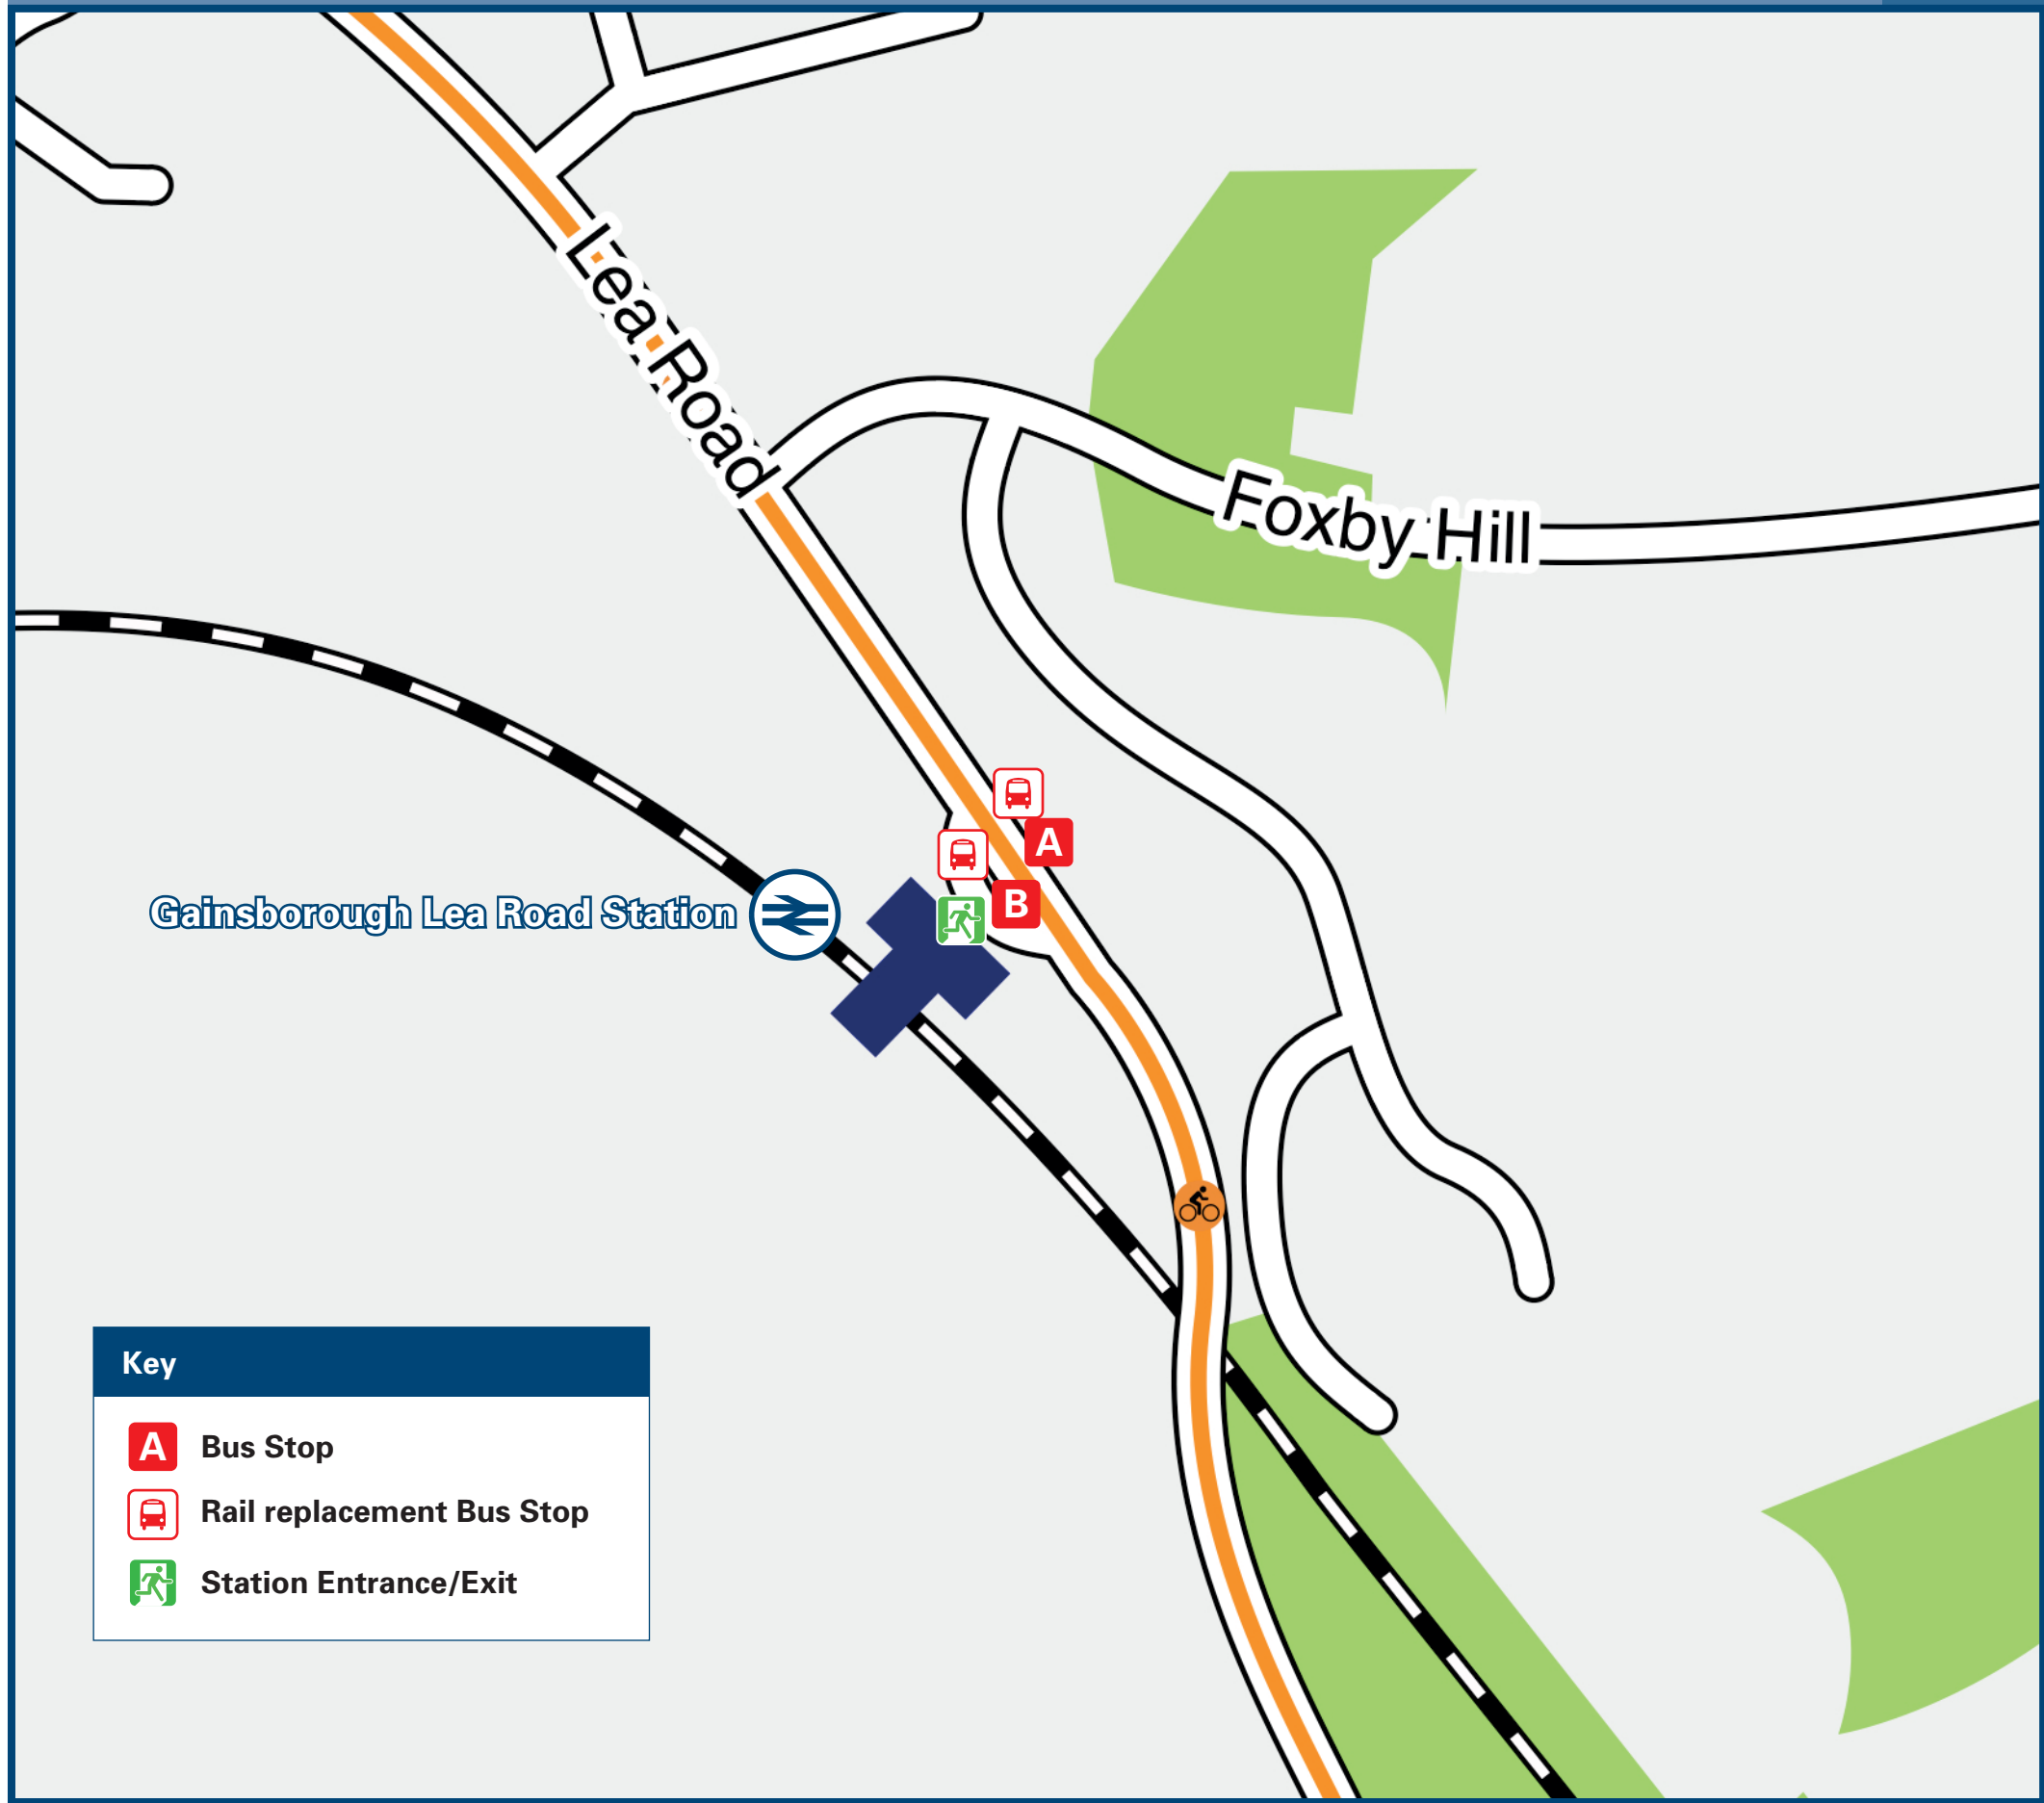 Lea Road
Foxby Hill
A
B
Gainsborough Lea Road Station
Key
A Bus Stop
Rail replacement Bus Stop
Station Entrance/Exit